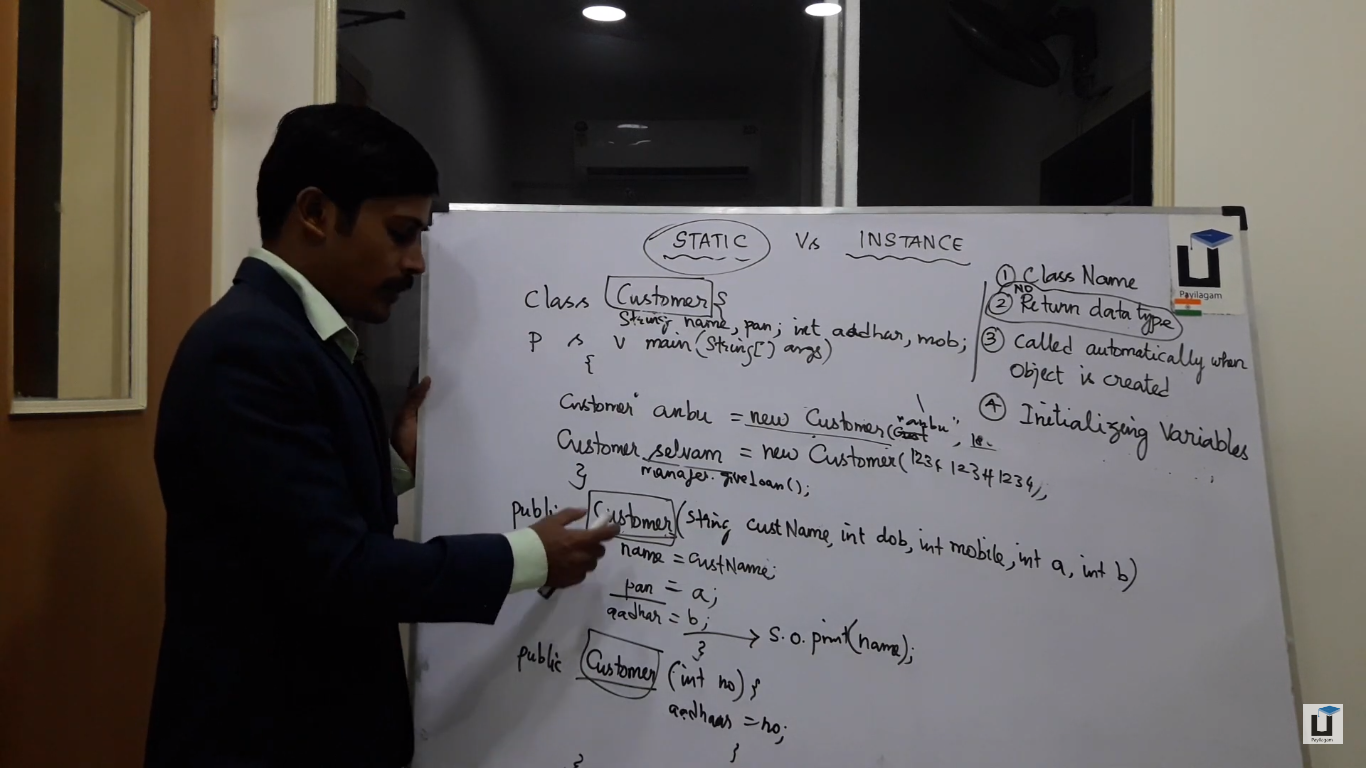 STATIC Vs INSTANCE
Class Customer {
String name, pan; int aadhar, mob;
P s v main(String[] args)
{
Customer anbu = new Customer("anbu",
Customer selvam = new Customer(1234 12341234);
manager.giveloan();
}
public Customer (String custName, int dob, int mobile, int a, int b)
name = custName;
pan = a;
aadhar = b;
} → S.o.print(name);
public Customer (int no) {
aadhaar = no;
}
}
① Class Name
② NO Return data type
③ Called automatically when
Object is created
④ Initializing Variables
Payilagam
Payilagam